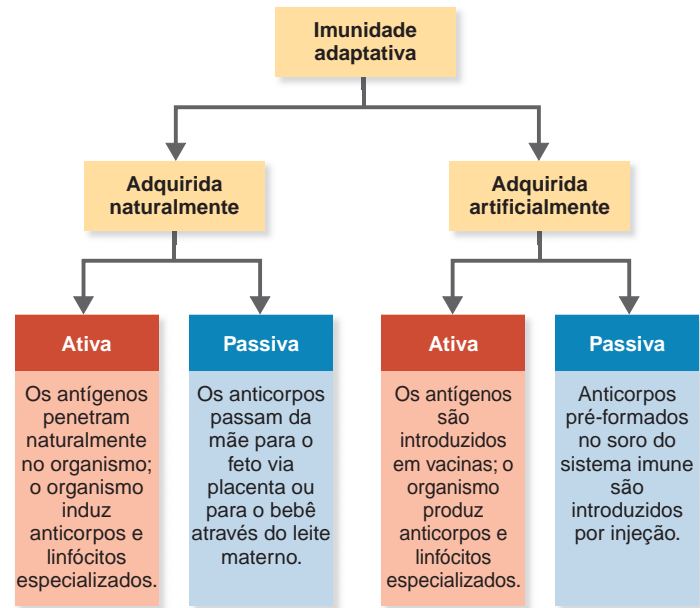 Imunidade
adaptativa
Adquirida
naturalmente
Adquirida
artificialmente
Ativa
Os antígenos
penetram
naturalmente
no organismo;
o organismo
induz
anticorpos e
linfócitos
especializados.
Passiva
Os anticorpos
passam da
mãe para o
feto via
placenta ou
para o bebê
através do leite
materno.
Ativa
Os antígenos
são
introduzidos
em vacinas; o
organismo
produz
anticorpos e
linfócitos
especializados.
Passiva
Anticorpos
pré-formados
no soro do
sistema imune
são
introduzidos
por injeção.